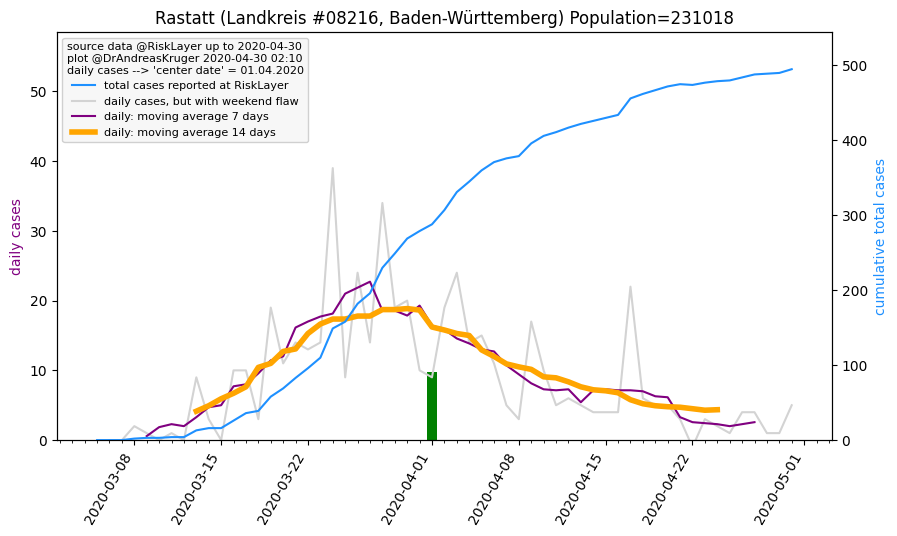 Rastatt (Landkreis #08216, Baden-Württemberg) Population=231018
source data @RiskLayer up to 2020-04-30
plot @DrAndreasKruger 2020-04-30 02:10
daily cases --> 'center date' = 01.04.2020
total cases reported at RiskLayer
daily cases, but with weekend flaw
daily: moving average 7 days
daily: moving average 14 days
daily cases
50
40
30
20
10
0
500
400
300
200
100
0
cumulative total cases
2020-03-08
2020-03-15
2020-03-22
2020-04-01
2020-04-08
2020-04-15
2020-04-22
2020-05-01